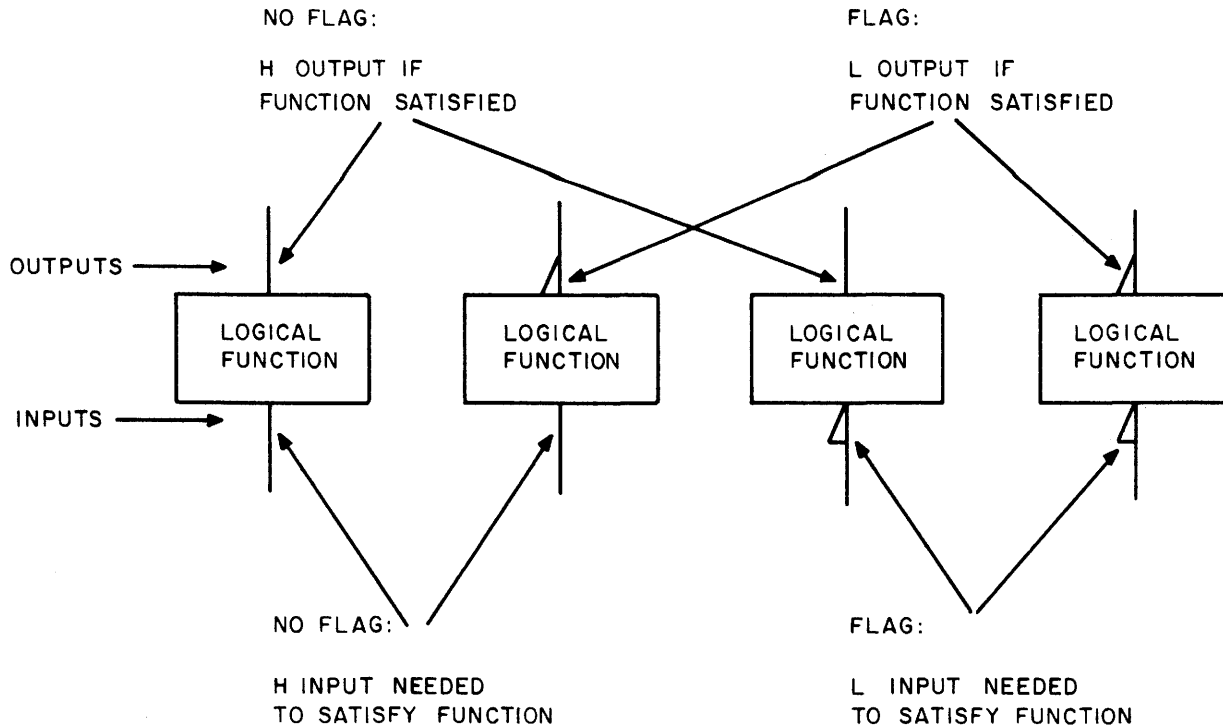 NO FLAG:
H OUTPUT IF
FUNCTION SATISFIED
FLAG:
L OUTPUT IF
FUNCTION SATISFIED
OUTPUTS
LOGICAL
FUNCTION
LOGICAL
FUNCTION
LOGICAL
FUNCTION
LOGICAL
FUNCTION
INPUTS
NO FLAG:
H INPUT NEEDED
TO SATISFY FUNCTION
FLAG:
L INPUT NEEDED
TO SATISFY FUNCTION